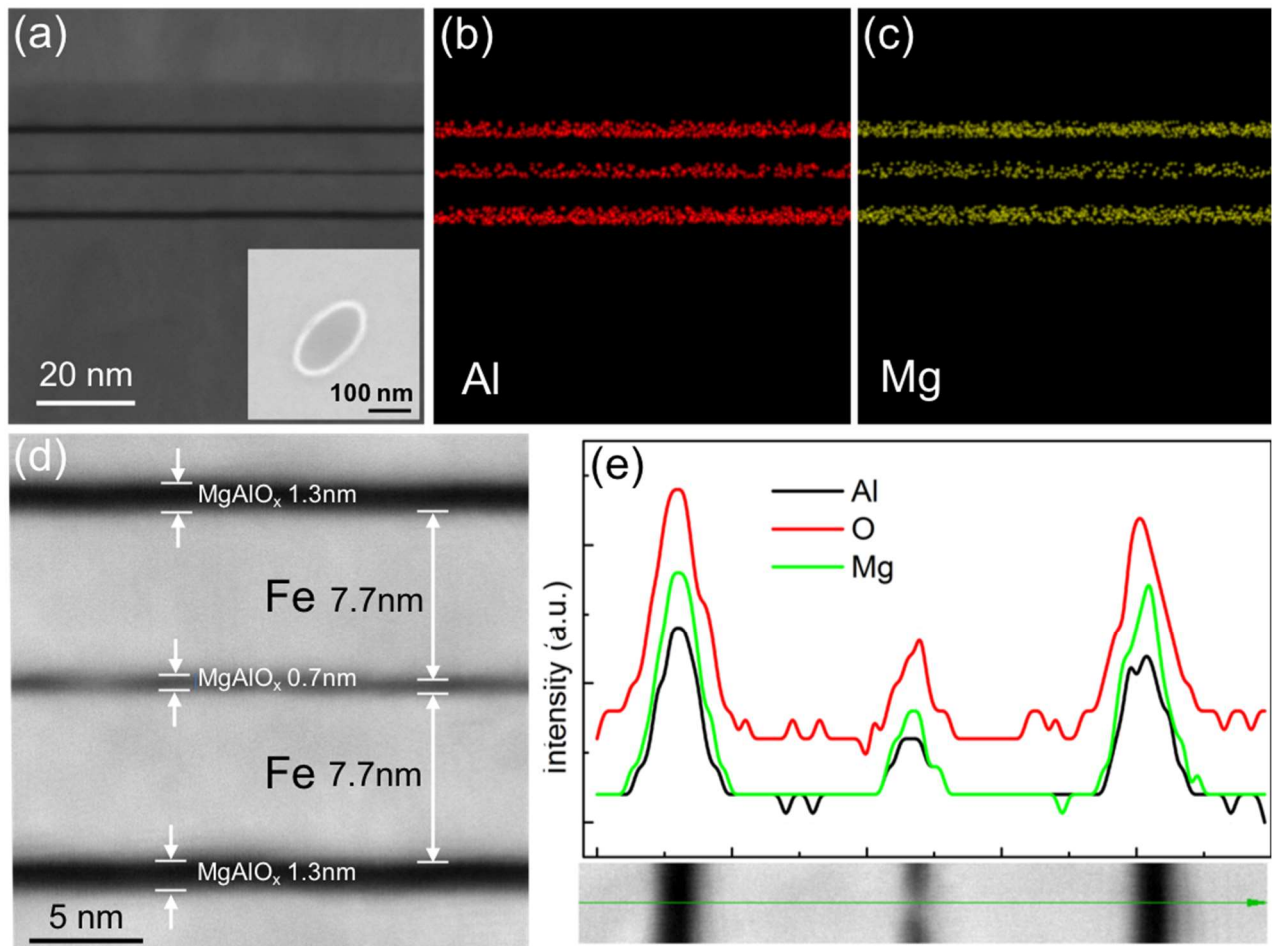 (a)
20 nm
100 nm
(b)
Al
(c)
Mg
(d)
MgAlOₓ 1.3nm
Fe 7.7nm
MgAlOₓ 0.7nm
Fe 7.7nm
MgAlOₓ 1.3nm
5 nm
(e)
Al
O
Mg
intensity (a.u.)